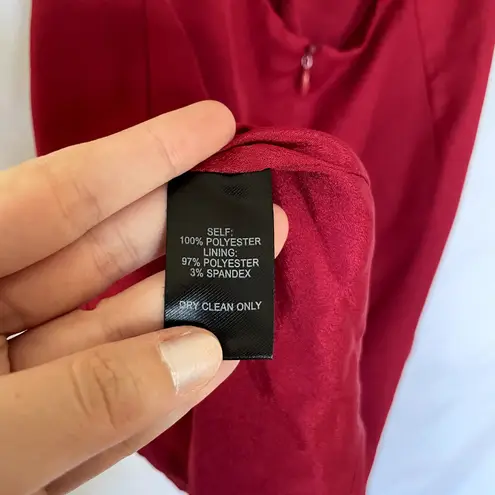 SELF:
100% POLYESTER
LINING:
97% POLYESTER
3% SPANDEX
DRY CLEAN ONLY